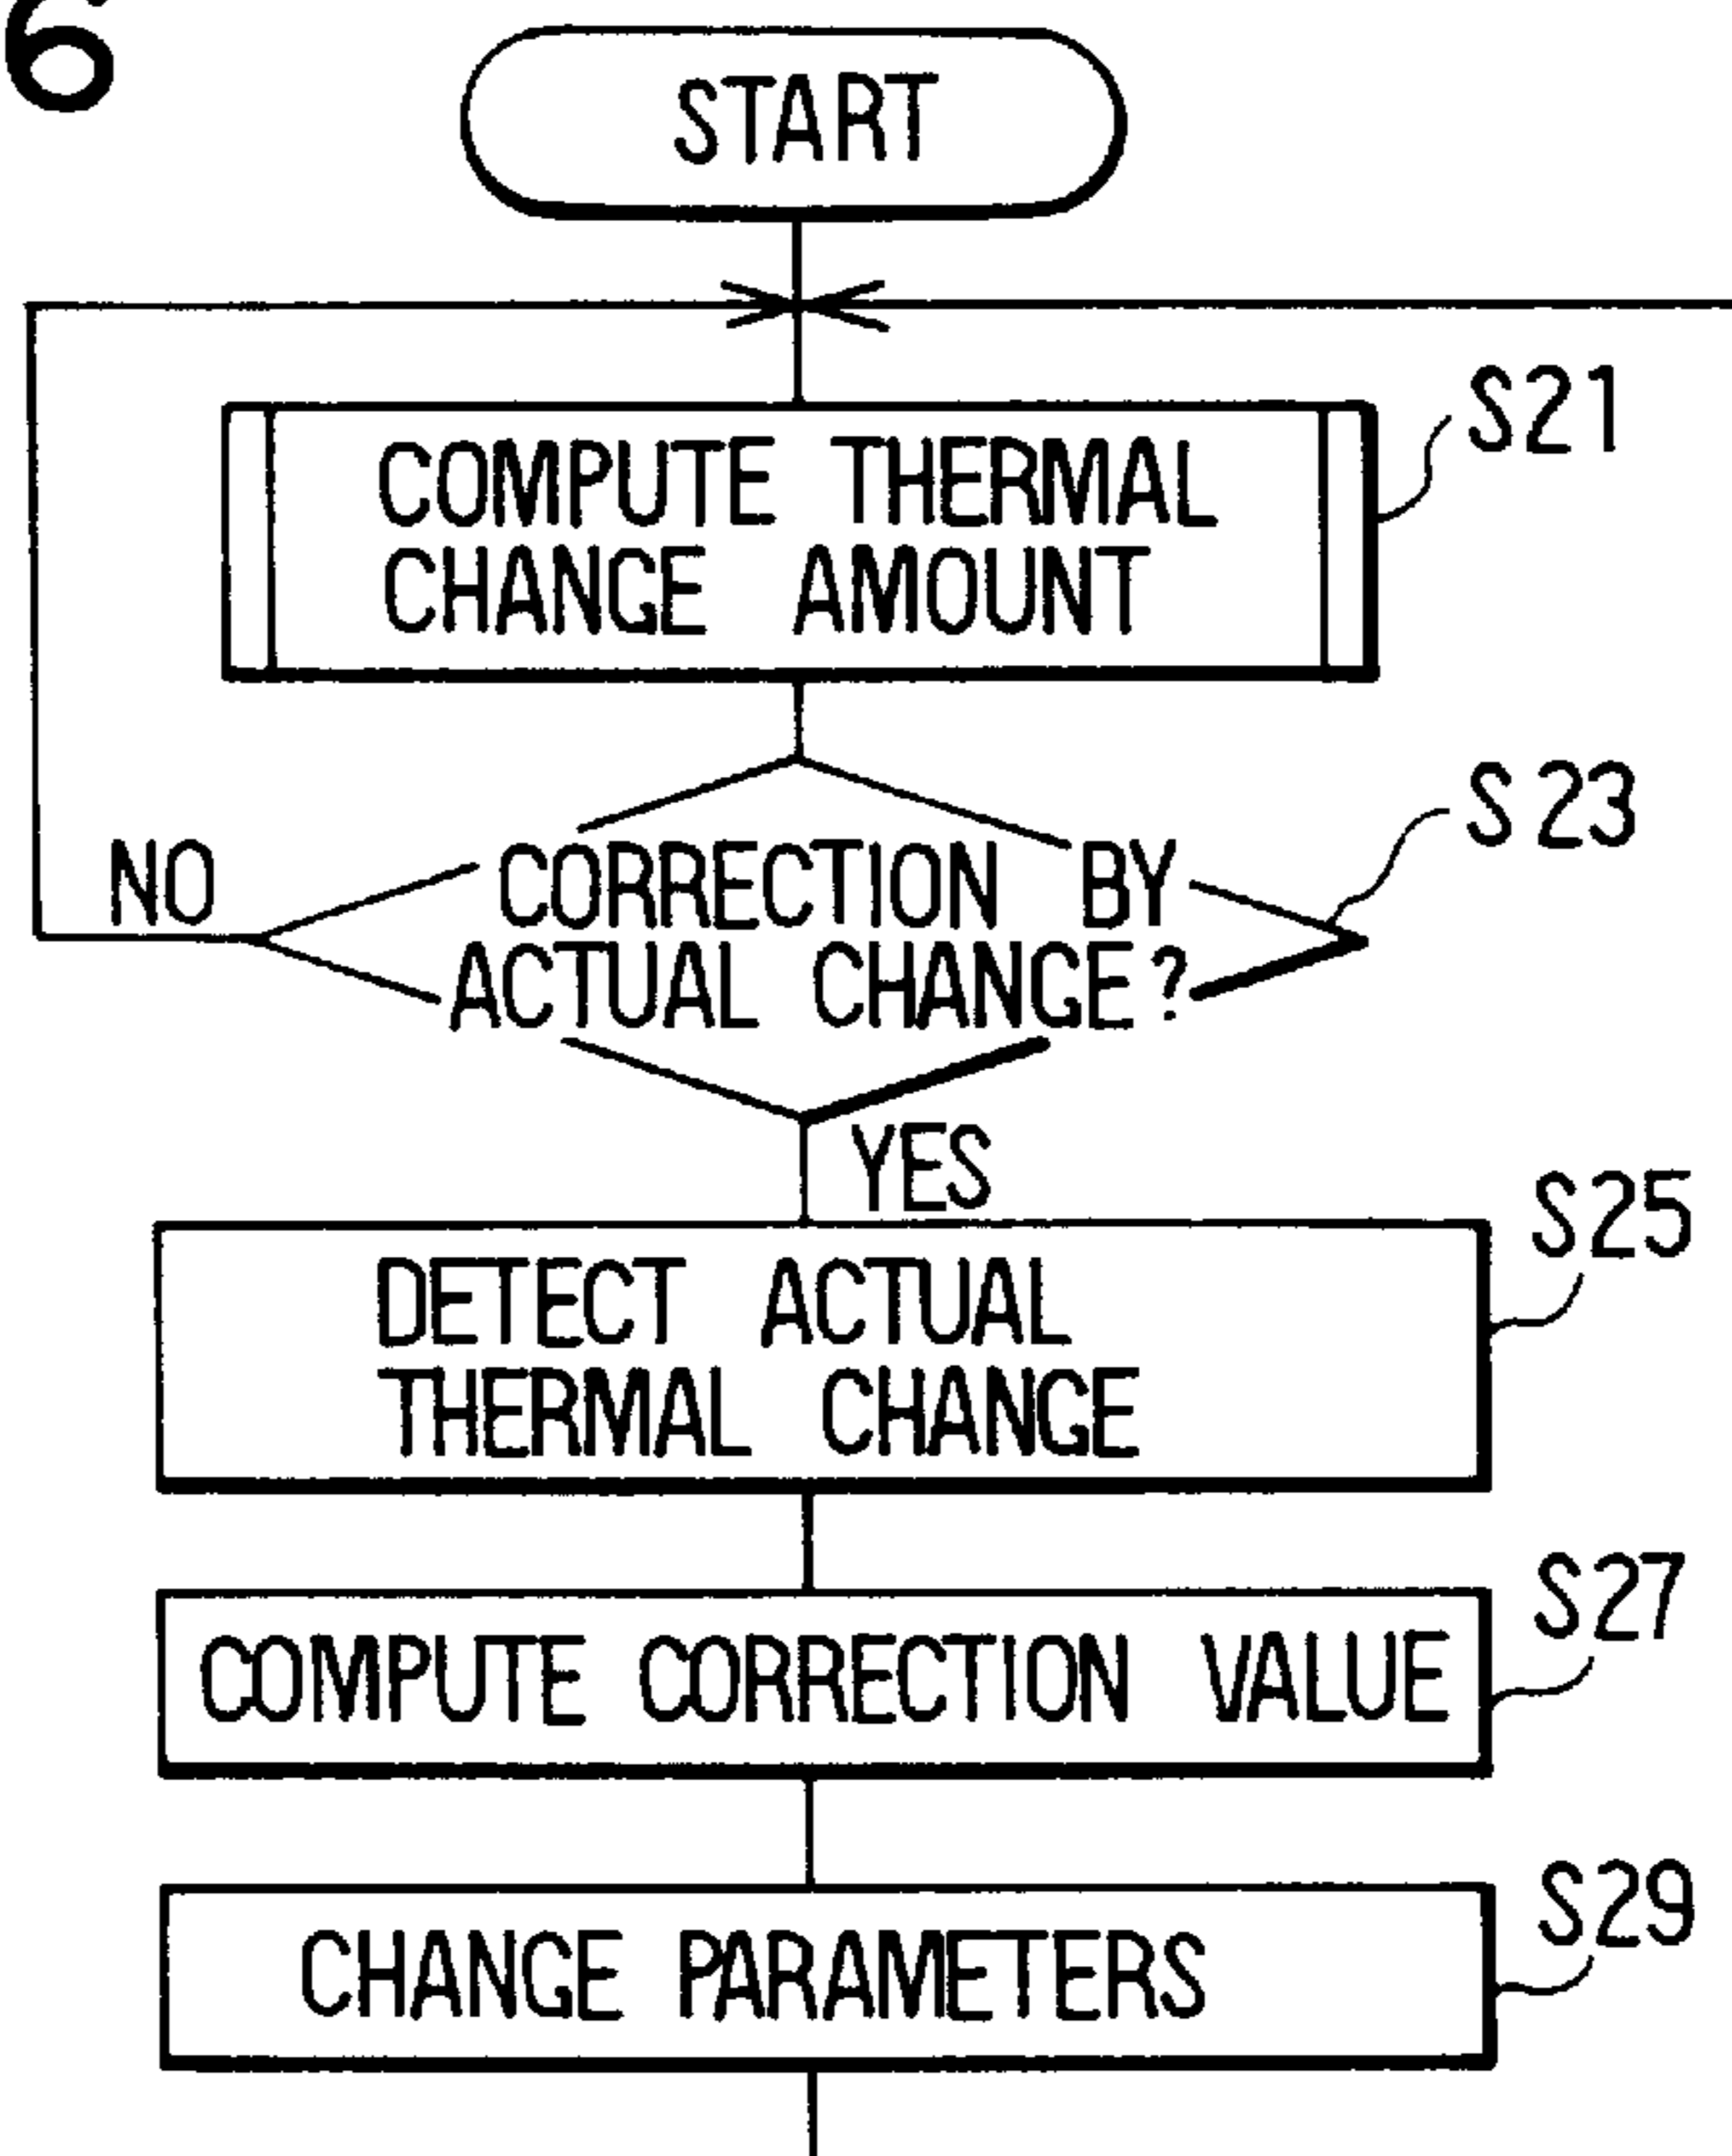 6
START
S21
COMPUTE THERMAL
CHANGE AMOUNT
S23
NO
CORRECTION BY
ACTUAL CHANGE?
YES
S25
DETECT ACTUAL
THERMAL CHANGE
S27
COMPUTE CORRECTION VALUE
S29
CHANGE PARAMETERS